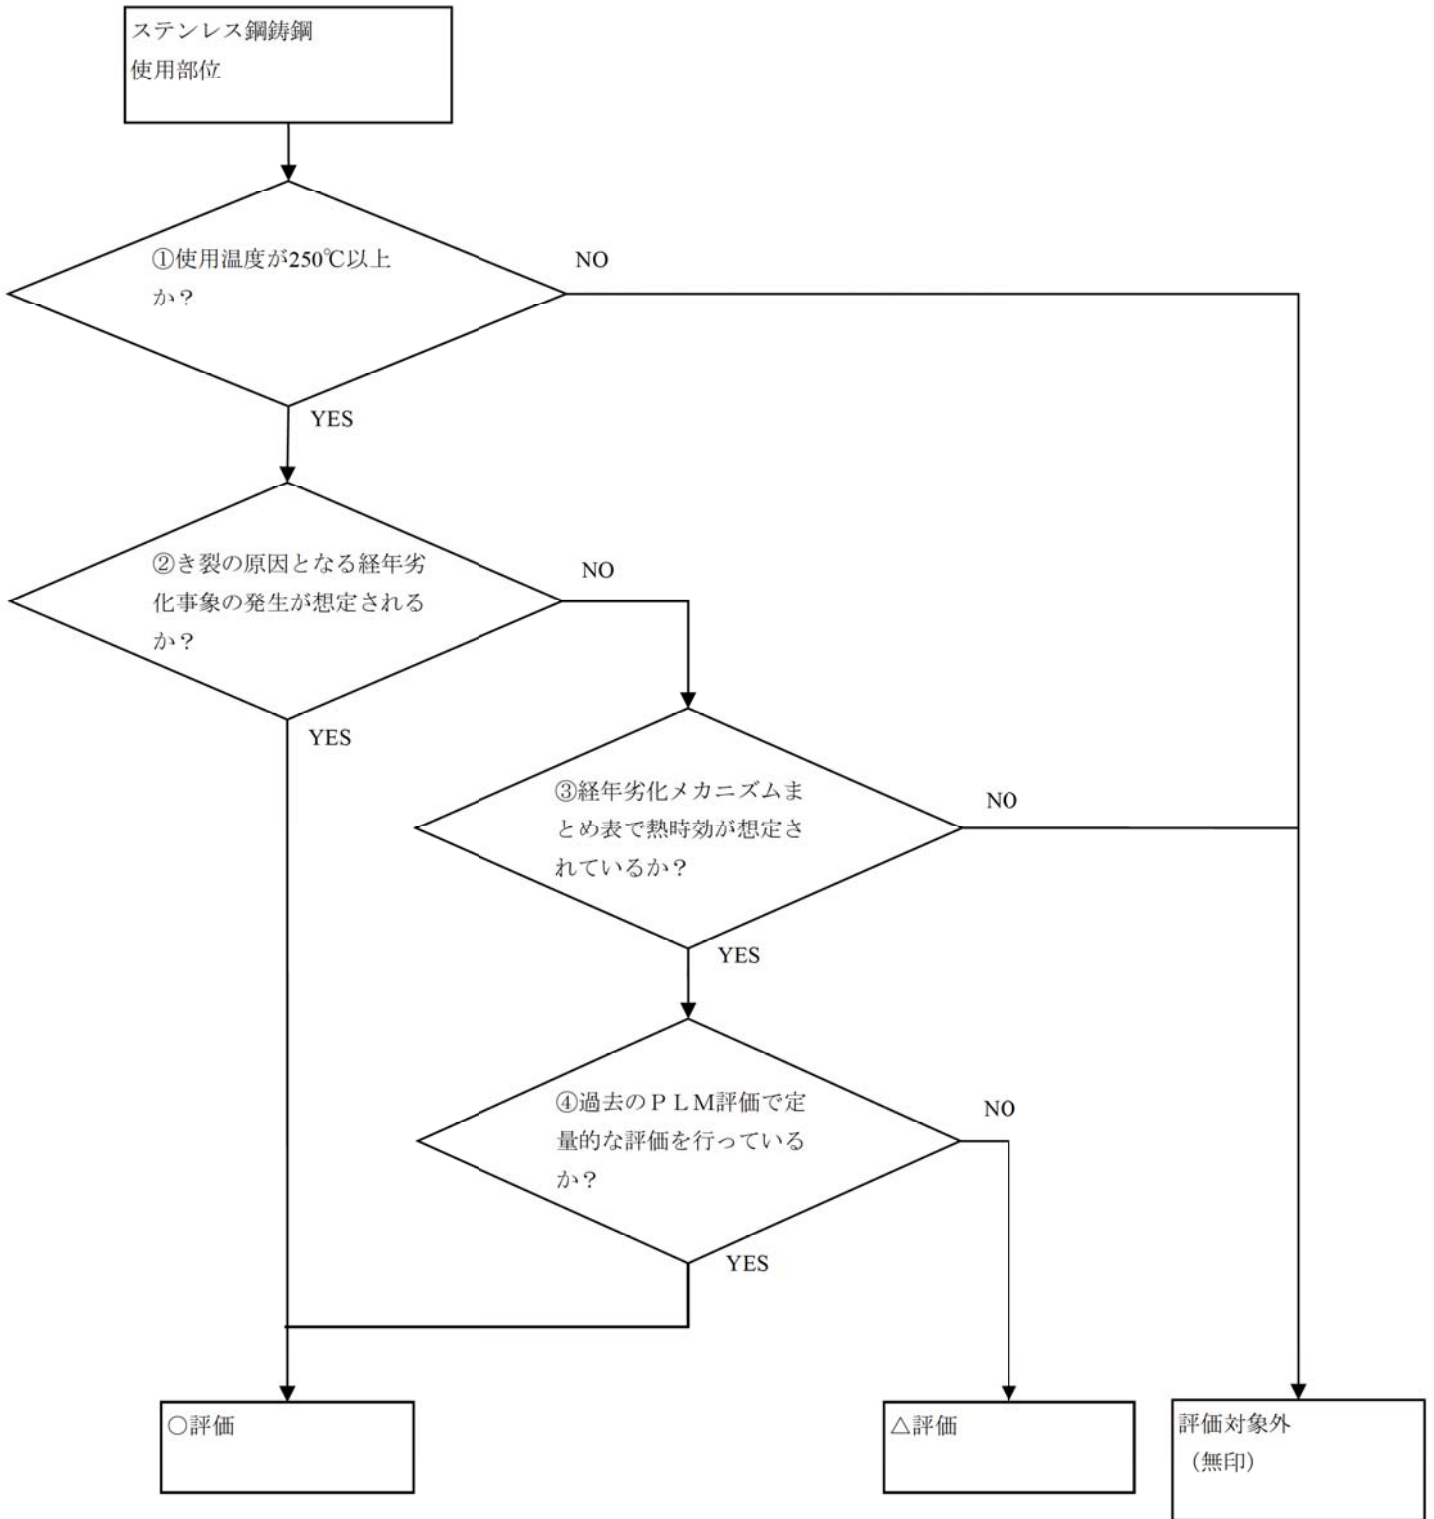 ステンレス鋼鋳鋼
使用部位
①使用温度が250℃以上
か？
NO
YES
②き裂の原因となる経年劣
化事象の発生が想定される
か？
NO
YES
③経年劣化メカニズムま
とめ表で熱時効が想定さ
れているか？
NO
YES
④過去のＰＬＭ評価で定
量的な評価を行っている
か？
NO
YES
○評価
△評価
評価対象外
（無印）